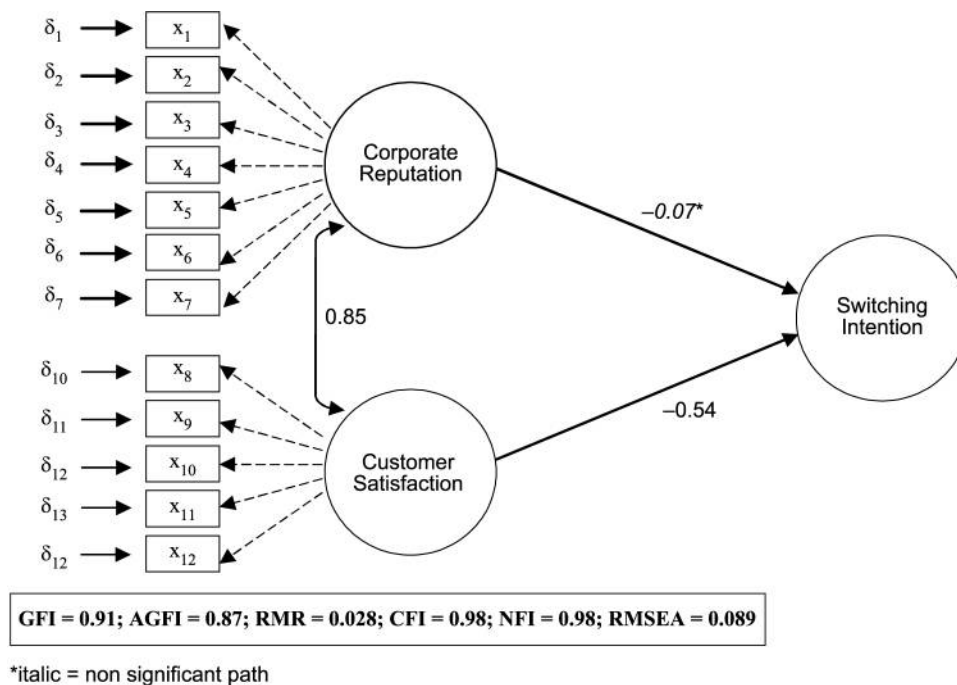 δ1 x1
δ2 x2
δ3 x3
δ4 x4
δ5 x5
δ6 x6
δ7 x7
Corporate
Reputation
–0.07*
0.85
Switching
Intention
δ10 x8
δ11 x9
δ12 x10
δ13 x11
δ12 x12
Customer
Satisfaction
–0.54
GFI = 0.91; AGFI = 0.87; RMR = 0.028; CFI = 0.98; NFI = 0.98; RMSEA = 0.089
*italic = non significant path